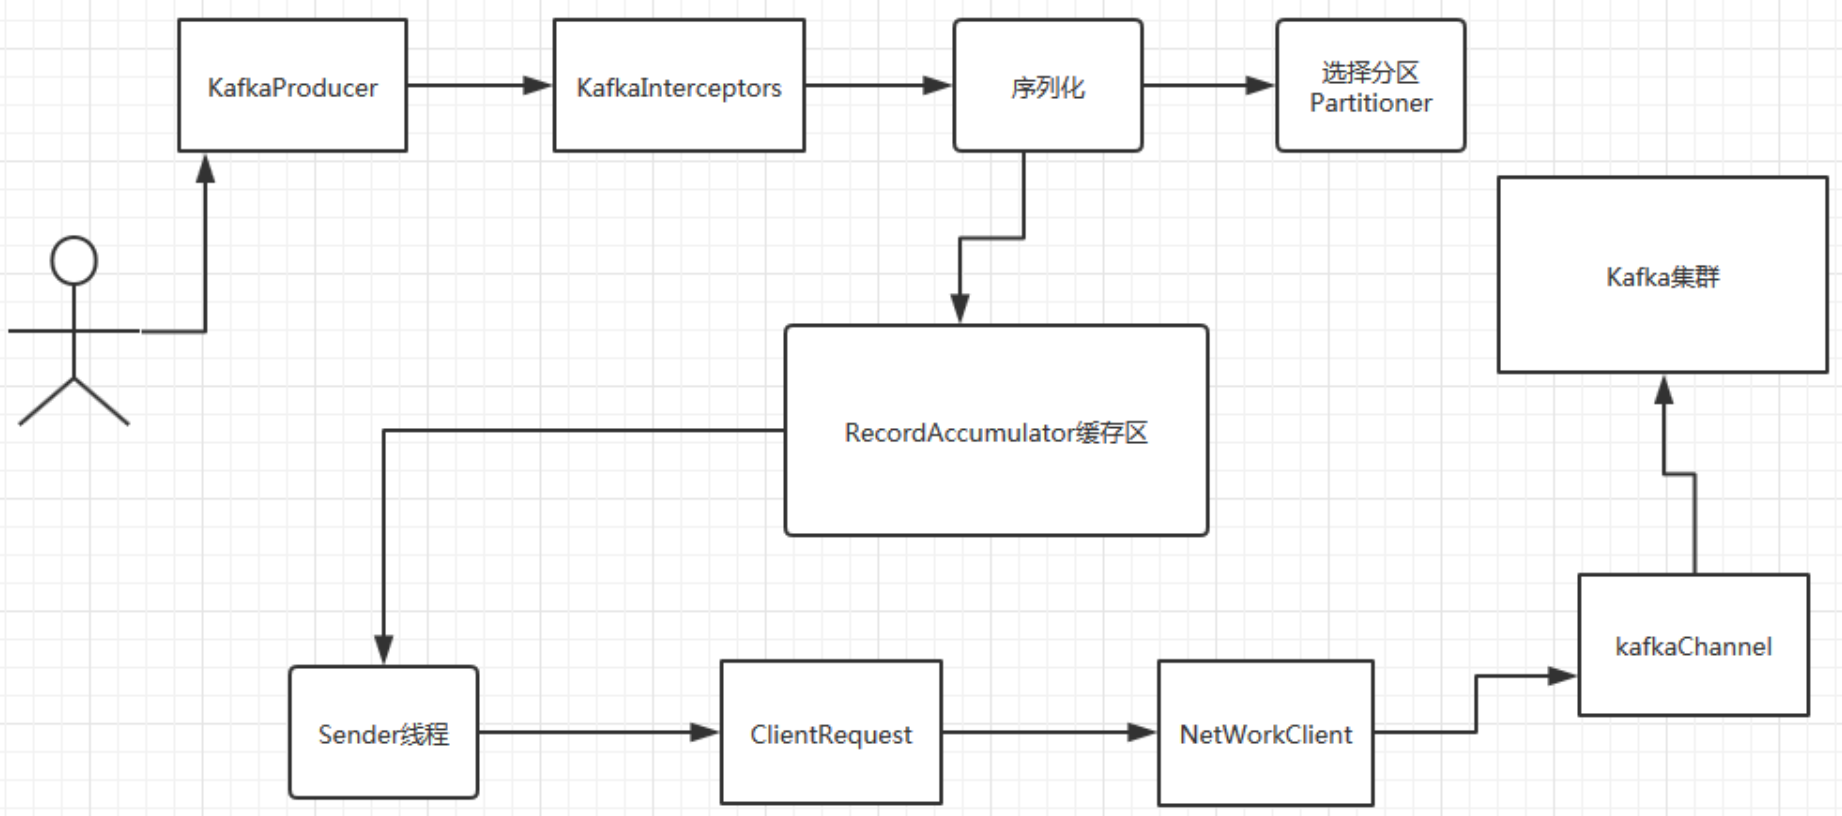 KafkaProducer
KafkaInterceptors
序列化
选择分区
Partitioner
Kafka集群
RecordAccumulator缓存区
kafkaChannel
Sender线程
ClientRequest
NetWorkClient